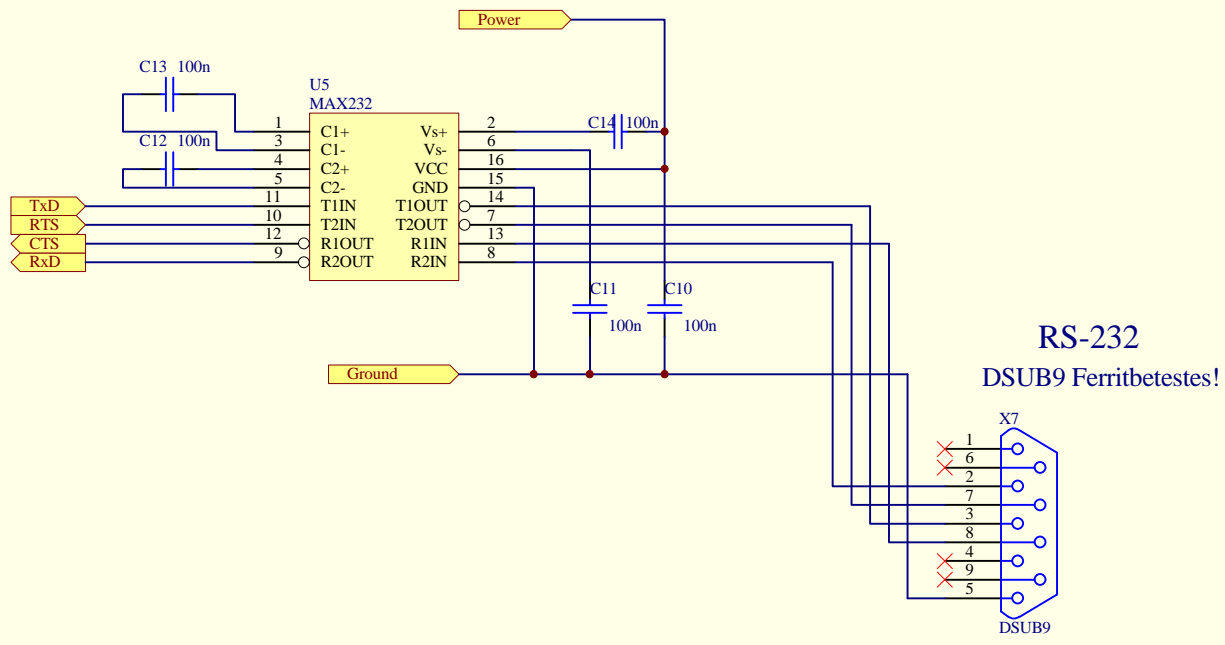 Power
C13 100n
U5
MAX232
C12 100n
C14 100n
1 C1+ Vs+ 2
3 C1- Vs- 6
4 C2+ VCC 16
5 C2- GND 15
TxD 11 T1IN T1OUT 14
RTS 10 T2IN T2OUT 7
CTS 12 R1OUT R1IN 13
RxD 9 R2OUT R2IN 8
C11 C10
100n 100n
Ground
RS-232
DSUB9 Ferritbetestes!
X7
1
6
2
7
3
8
4
9
5
DSUB9